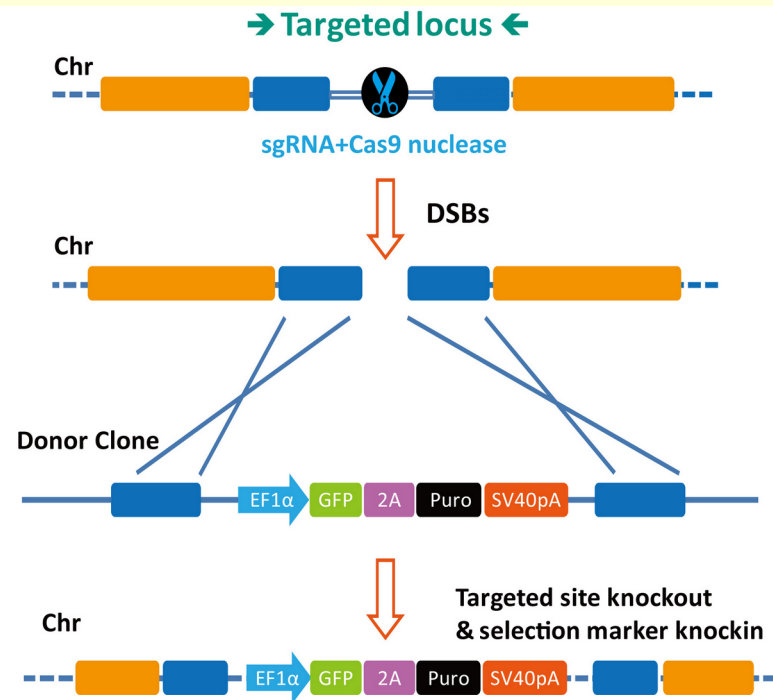 → Targeted locus ←
Chr
sgRNA+Cas9 nuclease
DSBs
Chr
Donor Clone
EF1α GFP 2A Puro SV40pA
Targeted site knockout
& selection marker knockin
Chr
EF1α GFP 2A Puro SV40pA